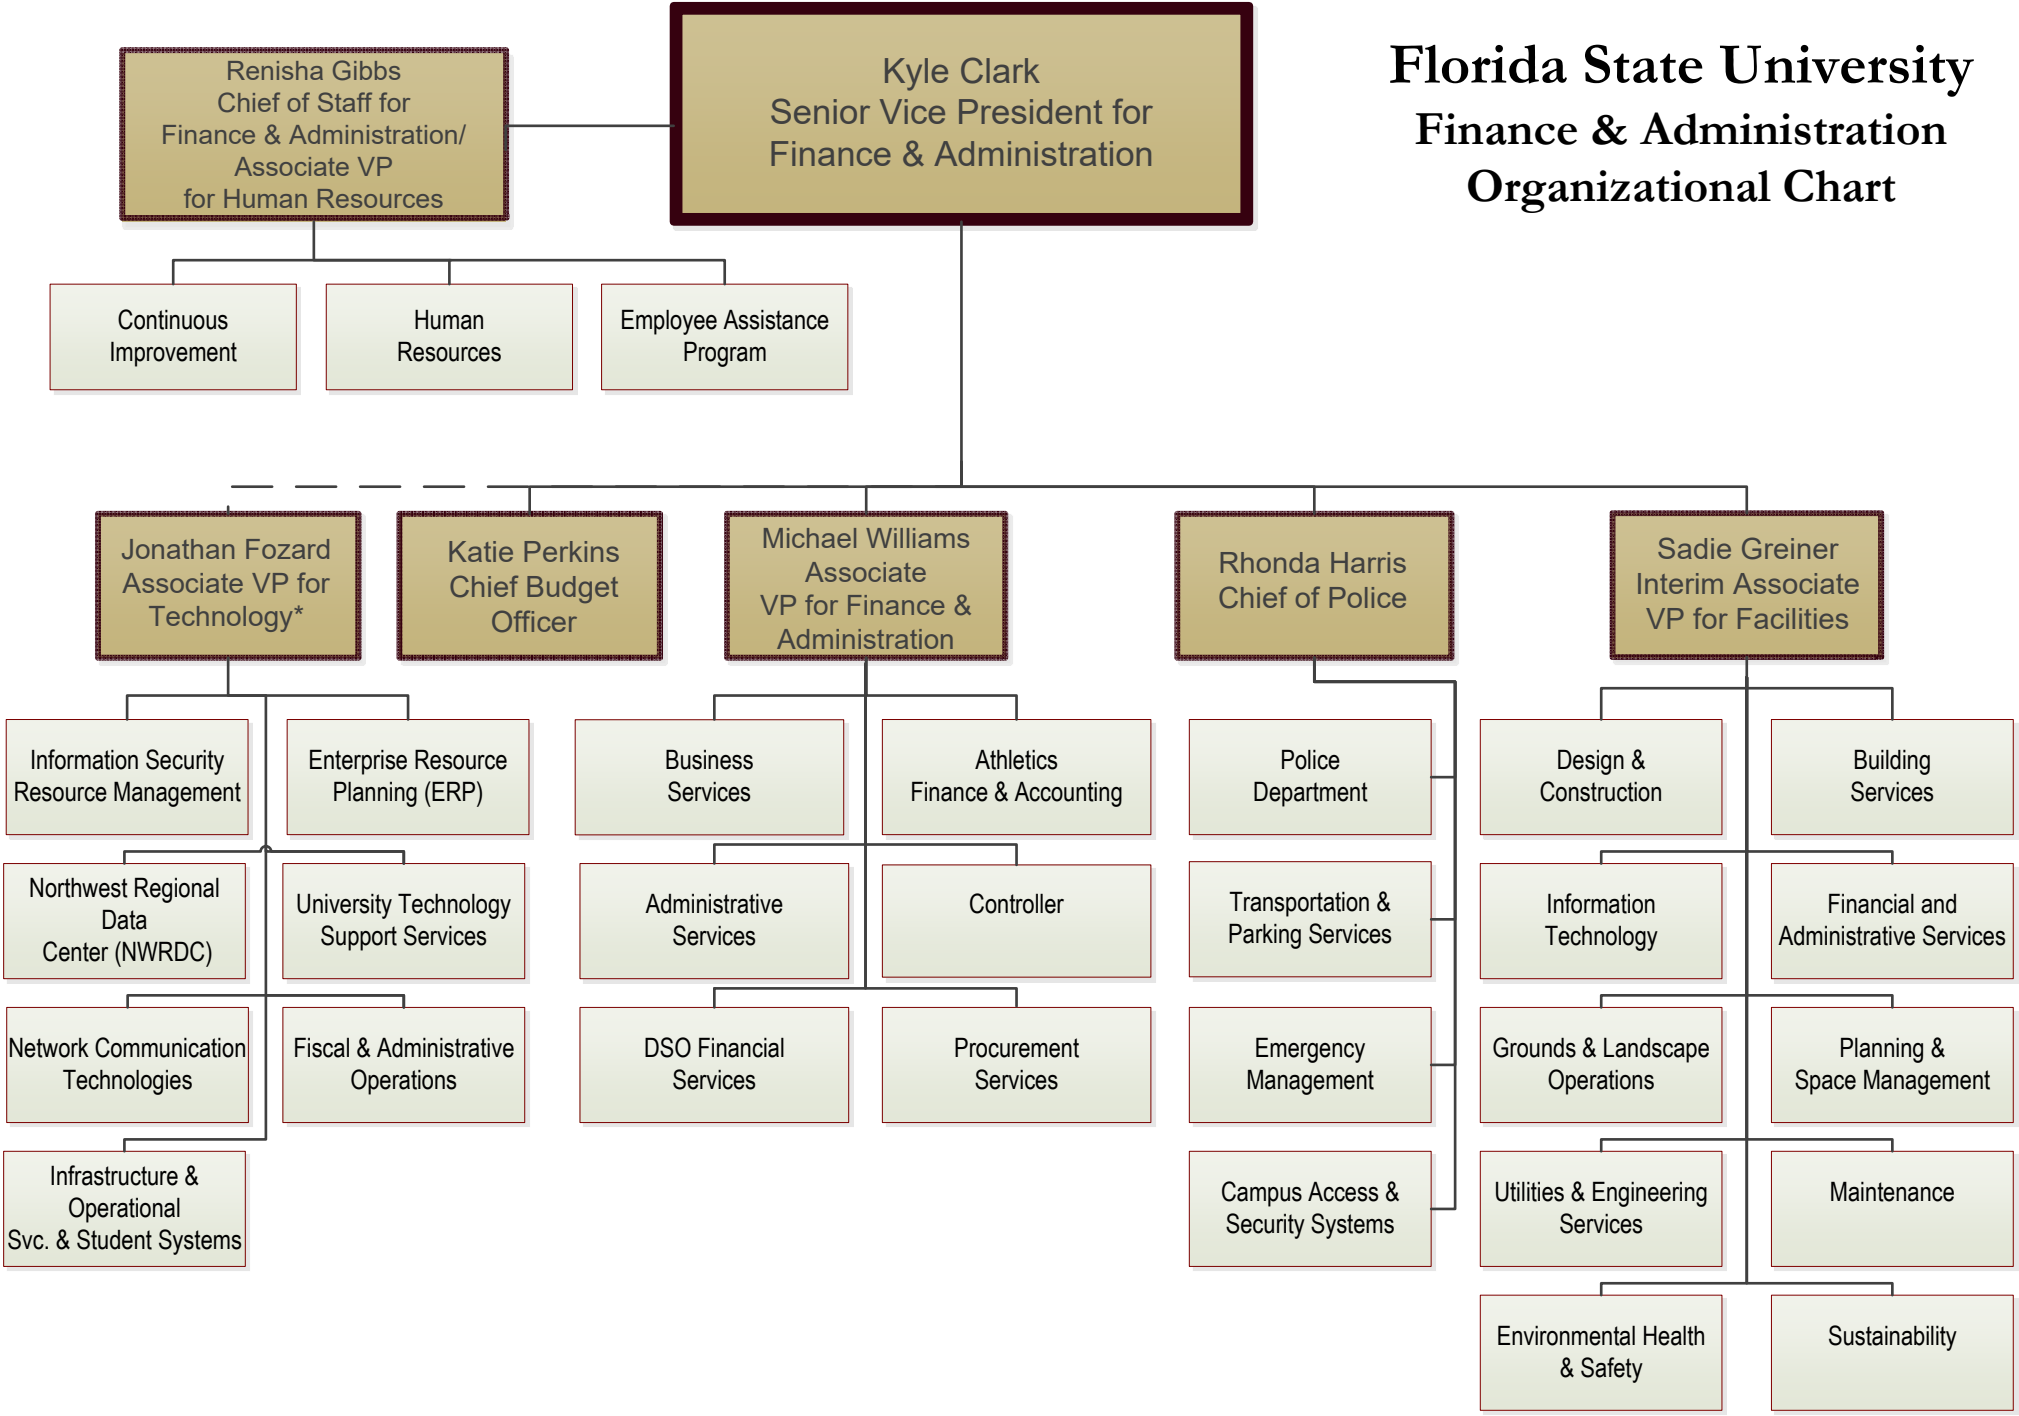 Florida State University
Finance & Administration
Organizational Chart
Kyle Clark
Senior Vice President for
Finance & Administration
Renisha Gibbs
Chief of Staff for
Finance & Administration/
Associate VP
for Human Resources
Continuous
Improvement
Human
Resources
Employee Assistance
Program
Jonathan Fozard
Associate VP for
Technology*
Katie Perkins
Chief Budget
Officer
Michael Williams
Associate
VP for Finance &
Administration
Rhonda Harris
Chief of Police
Sadie Greiner
Interim Associate
VP for Facilities
Information Security
Resource Management
Enterprise Resource
Planning (ERP)
Northwest Regional
Data
Center (NWRDC)
University Technology
Support Services
Network Communication
Technologies
Fiscal & Administrative
Operations
Infrastructure &
Operational
Svc. & Student Systems
Business
Services
Athletics
Finance & Accounting
Administrative
Services
Controller
DSO Financial
Services
Procurement
Services
Police
Department
Transportation &
Parking Services
Emergency
Management
Campus Access &
Security Systems
Design &
Construction
Building
Services
Information
Technology
Financial and
Administrative Services
Grounds & Landscape
Operations
Planning &
Space Management
Utilities & Engineering
Services
Maintenance
Environmental Health
& Safety
Sustainability